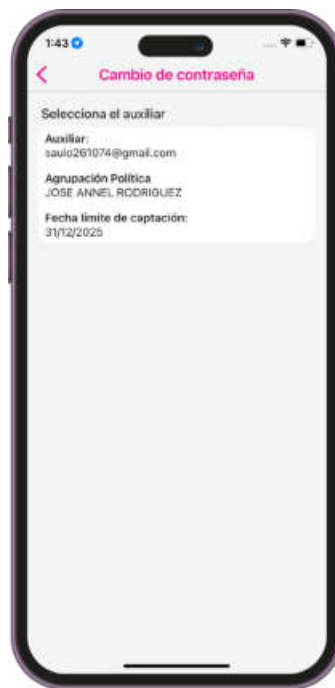 1:43
Cambio de contraseña
Selecciona el auxiliar
Auxiliar:
saulo261074@gmail.com
Agrupación Política
JOSE ANNEL RODRIGUEZ
Fecha límite de captación:
31/12/2025